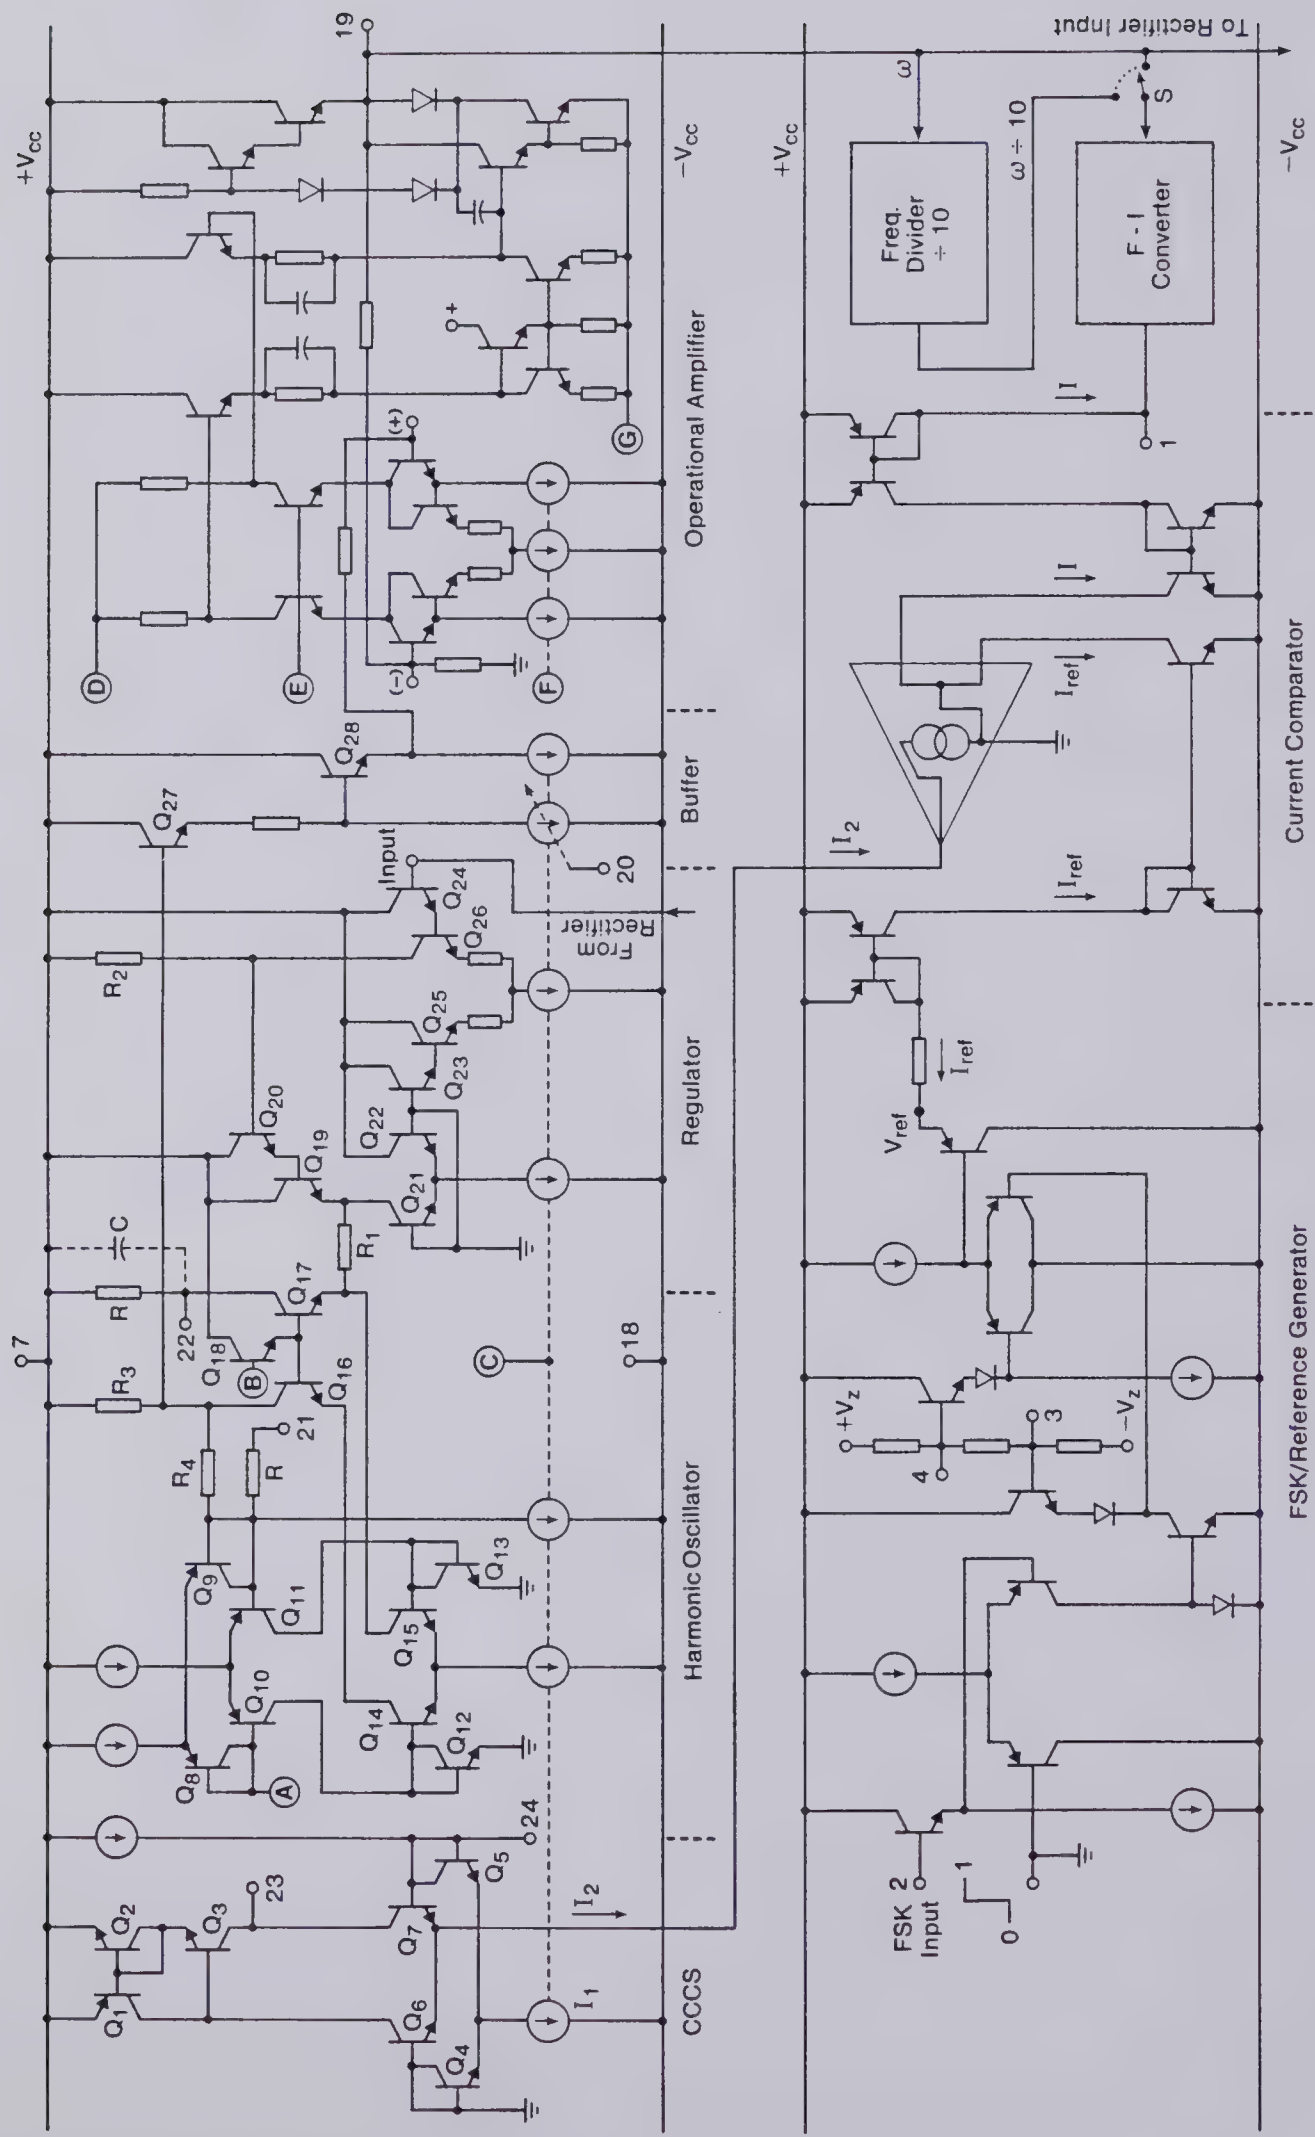 +VCC
7
19
Q1
Q2
Q3
23
Q6
Q7
Q4
Q5
24
I1
I2
CCCS
Q8
A
Q9
Q10
Q11
R4
R
21
R3
22
R
C
Q12
Q13
Q14
Q15
Q16
Q17
Q18
B
C
18
Harmonic Oscillator
Q19
Q20
R1
R2
Q21
Q22
Q23
Q25
Q26
Q24
Input
From
Rectifier
Regulator
Q27
Q28
20
Buffer
D
E
F
G
(−)
(+)
+
Operational Amplifier
−VCC
+VCC
FSK
Input
2
1
0
4
3
+Vz
−Vz
Vref
Iref
FSK/Reference Generator
Iref
I2
Iref
I
I
1
Current Comparator
Freq.
Divider
÷ 10
F - I
Converter
ω
ω ÷ 10
S
To Rectifier Input
−VCC